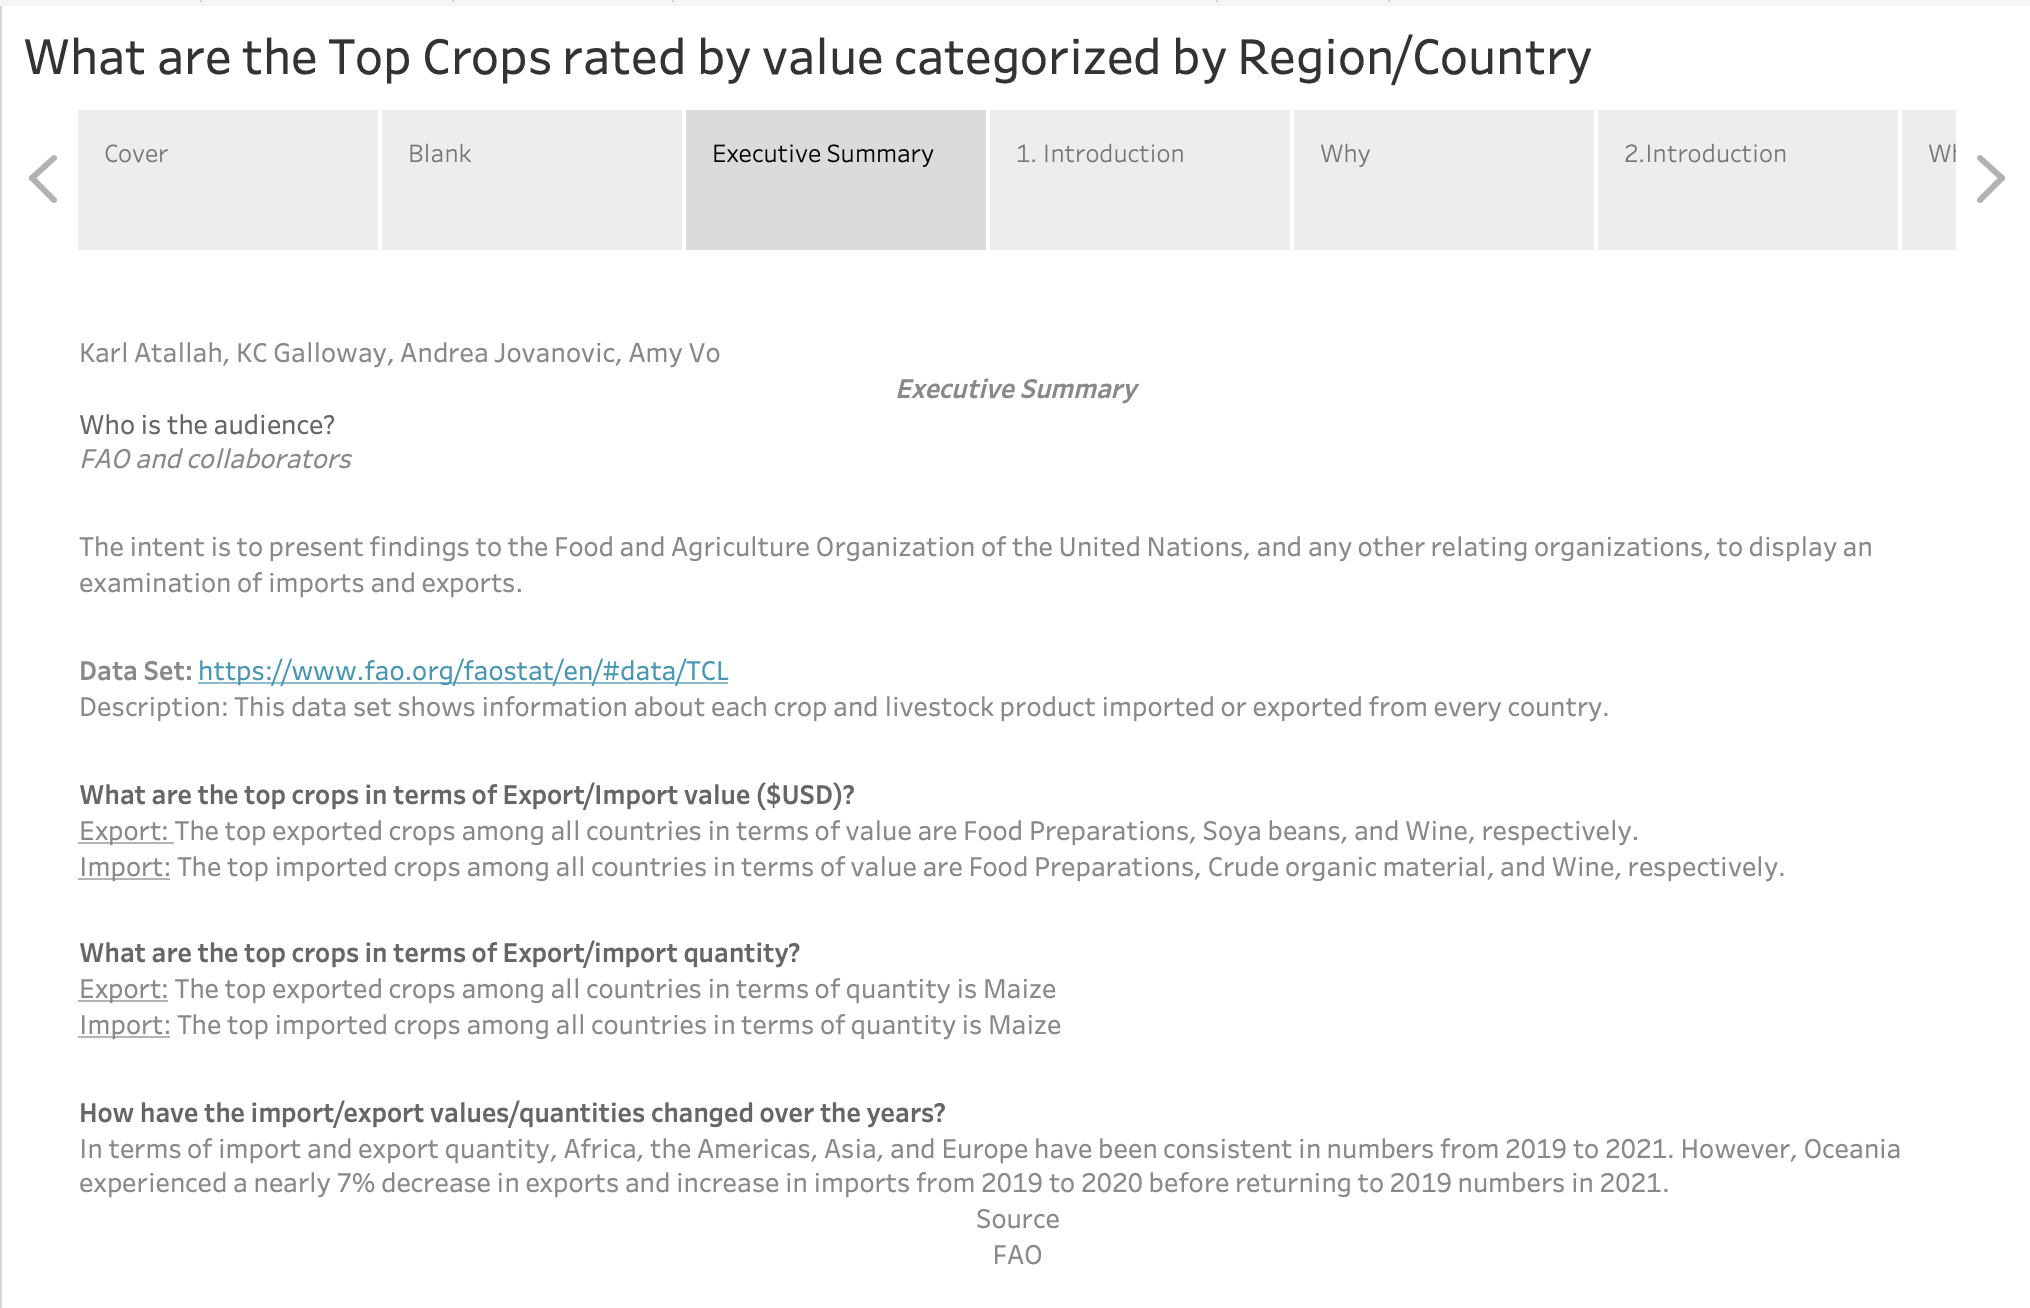 What are the Top Crops rated by value categorized by Region/Country
Cover
Blank
Executive Summary
1. Introduction
Why
2.Introduction
Karl Atallah, KC Galloway, Andrea Jovanovic, Amy Vo
Executive Summary
Who is the audience?
FAO and collaborators
The intent is to present findings to the Food and Agriculture Organization of the United Nations, and any other relating organizations, to display an
examination of imports and exports.
Data Set: https://www.fao.org/faostat/en/#data/TCL
Description: This data set shows information about each crop and livestock product imported or exported from every country.
What are the top crops in terms of Export/Import value ($USD)?
Export: The top exported crops among all countries in terms of value are Food Preparations, Soya beans, and Wine, respectively.
Import: The top imported crops among all countries in terms of value are Food Preparations, Crude organic material, and Wine, respectively.
What are the top crops in terms of Export/import quantity?
Export: The top exported crops among all countries in terms of quantity is Maize
Import: The top imported crops among all countries in terms of quantity is Maize
How have the import/export values/quantities changed over the years?
In terms of import and export quantity, Africa, the Americas, Asia, and Europe have been consistent in numbers from 2019 to 2021. However, Oceania
experienced a nearly 7% decrease in exports and increase in imports from 2019 to 2020 before returning to 2019 numbers in 2021.
Source
FAO